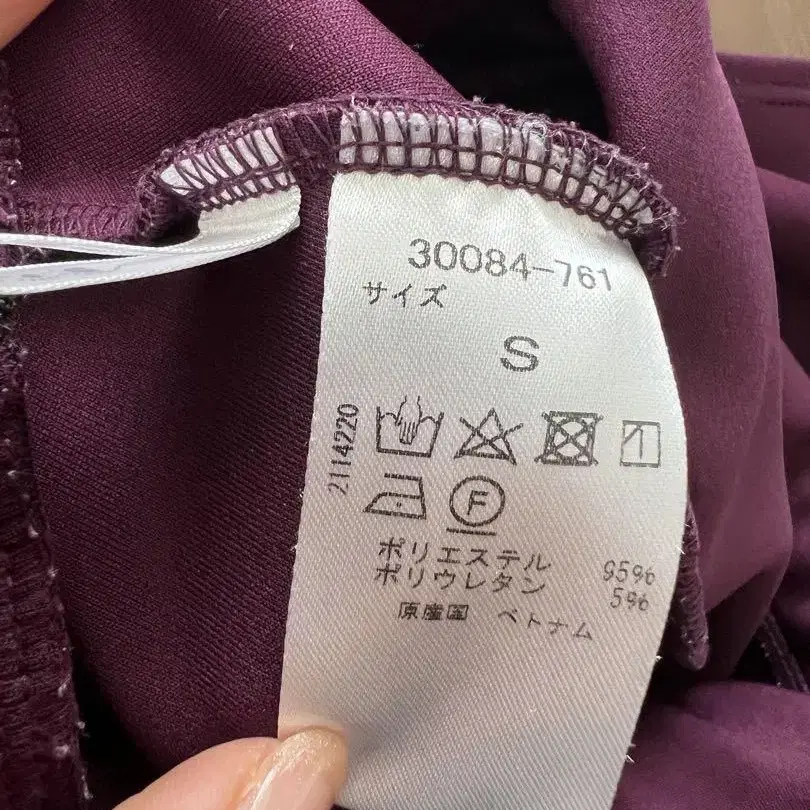 30084-761
サイズ
S
2114220
F
ポリエステル 95%
ポリウレタン 5%
原産国 ベトナム